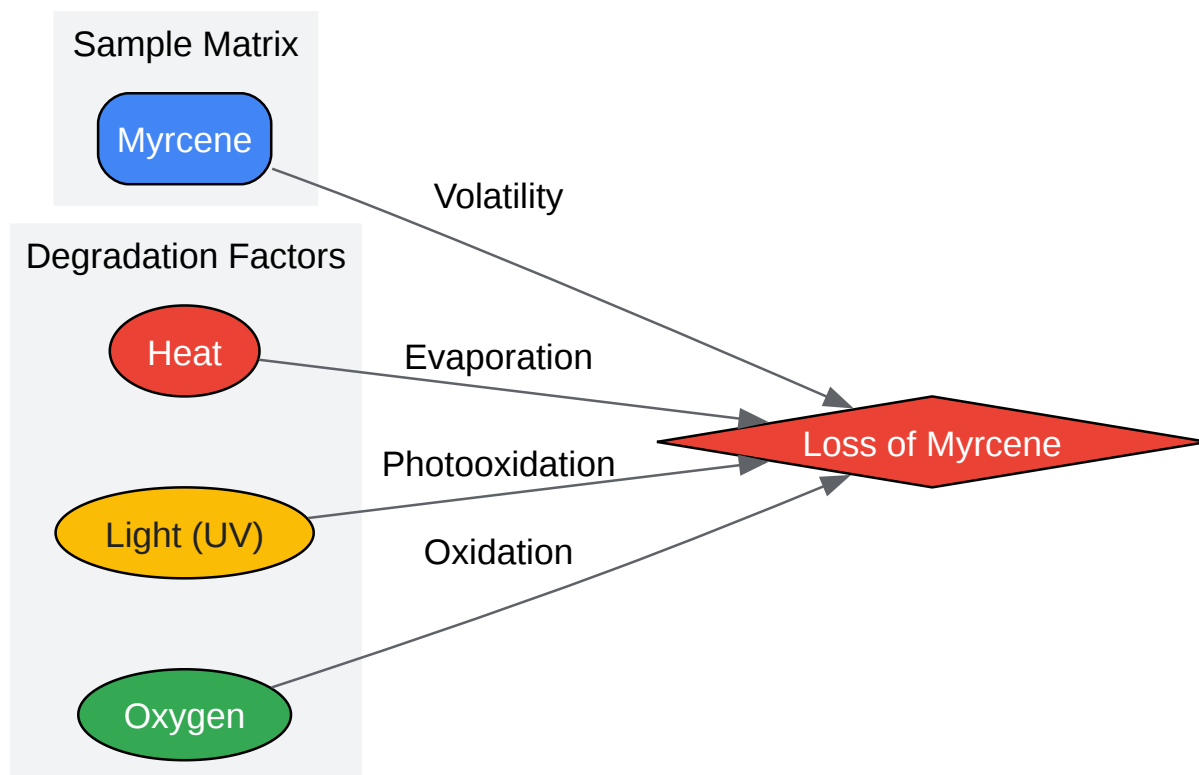 Sample Matrix
Myrcene
Volatility
Degradation Factors
Heat
Evaporation
Loss of Myrcene
Photooxidation
Light (UV)
Oxidation
Oxygen